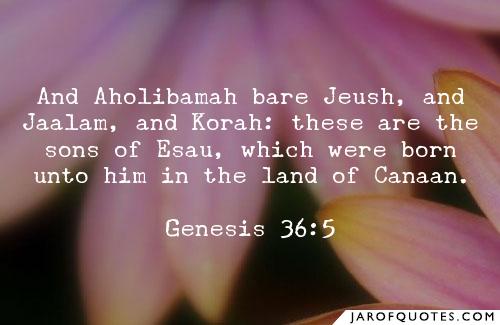 And Aholibamah bare Jeush, and
Jaalam, and Korah: these are the
sons of Esau, which were born
unto him in the land of Canaan.
Genesis 36:5
JAROFQUOTES.COM